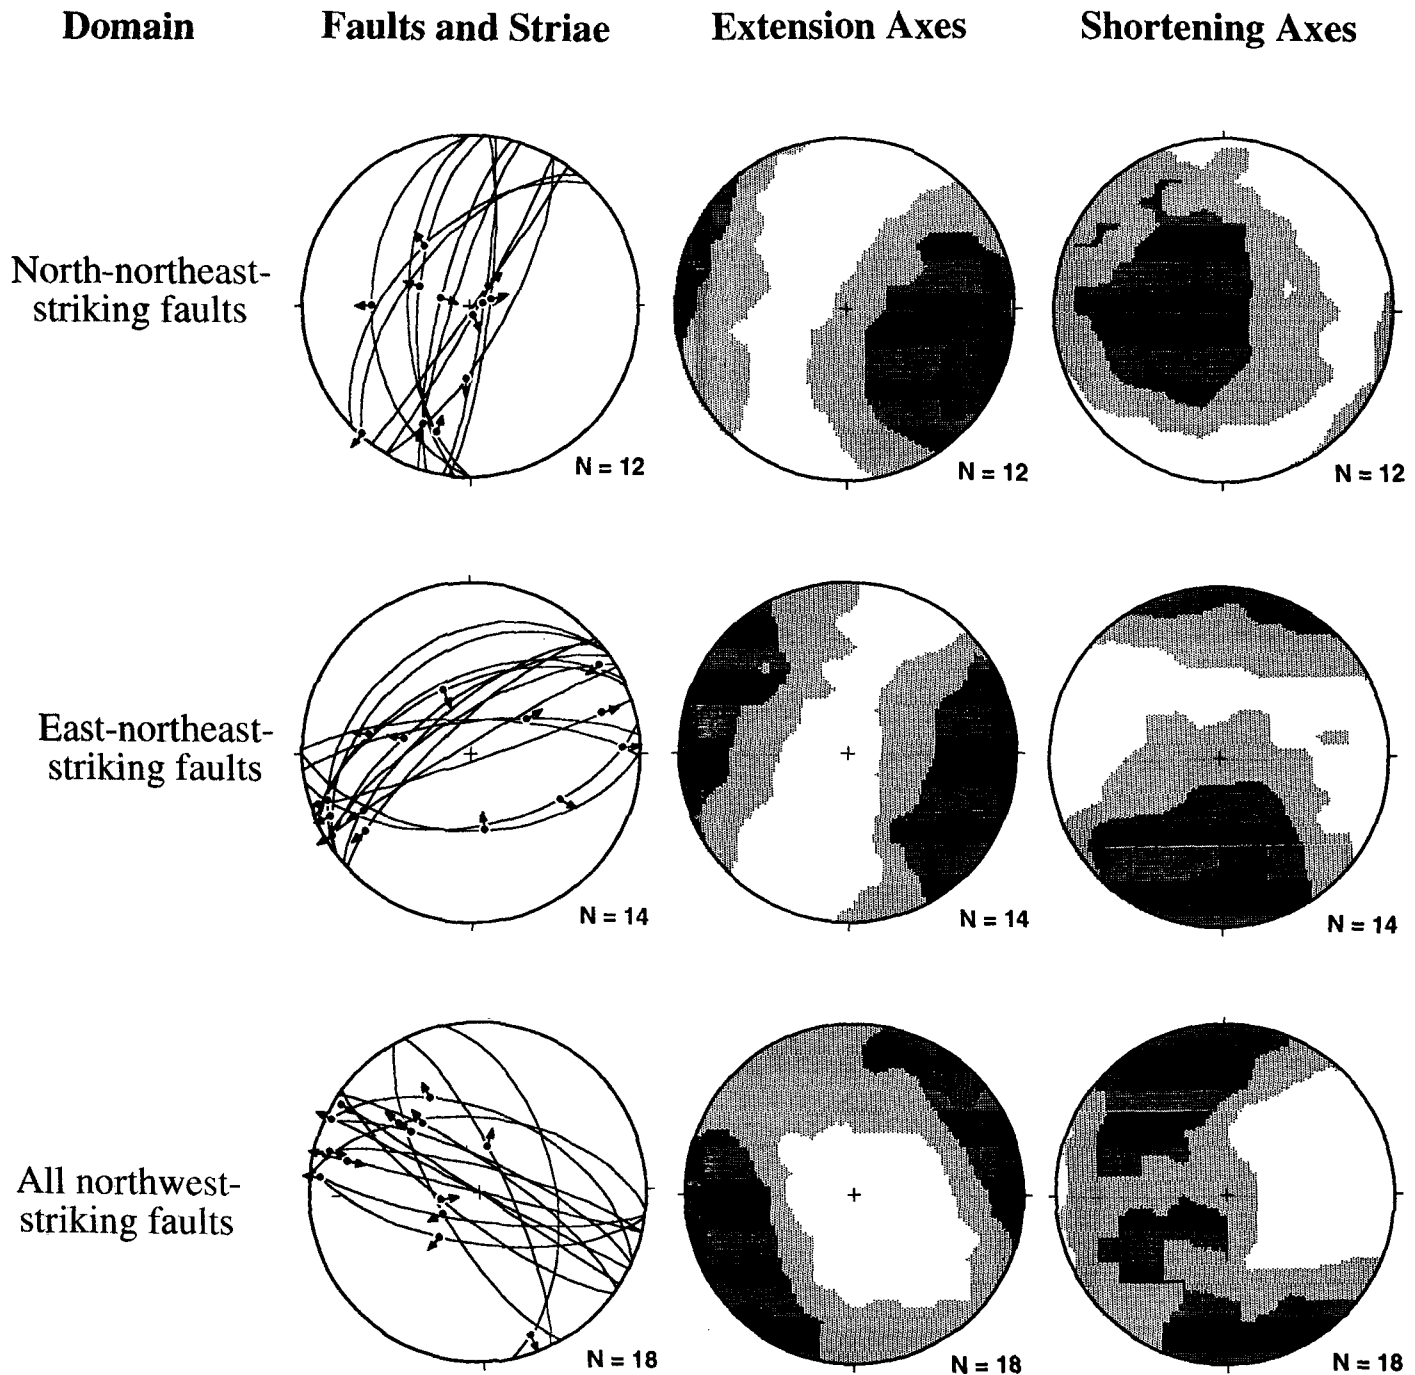 Domain Faults and Striae Extension Axes Shortening Axes
North-northeast-
striking faults
N = 12 N = 12 N = 12
East-northeast-
striking faults
N = 14 N = 14 N = 14
All northwest-
striking faults
N = 18 N = 18 N = 18